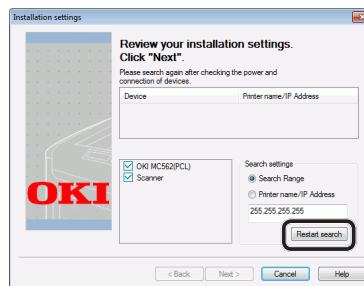 Installation settings
Review your installation settings.
Click "Next".
Please search again after checking the power and
connection of devices.
Device Printer name/IP Address
OKI MC562(PCL)
Scanner
Search settings
Search Range
Printer name/IP Address
255.255.255.255
Restart search
OKI
< Back Next > Cancel Help